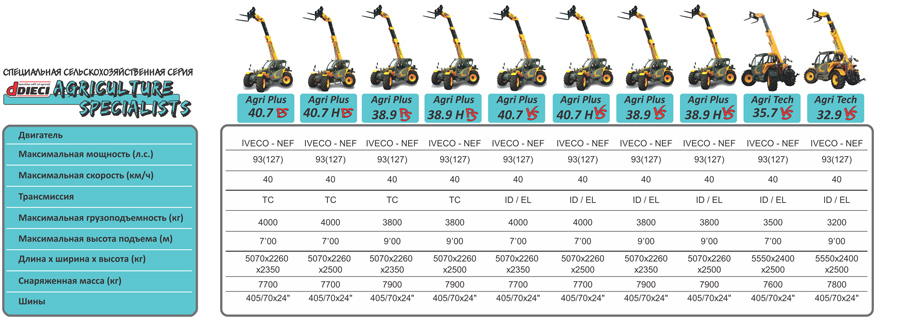 СПЕЦИАЛЬНАЯ СЕЛЬСКОХОЗЯЙСТВЕННАЯ СЕРИЯ
DIECI AGRICULTURE
SPECIALISTS
Agri Plus Agri Plus Agri Plus Agri Plus Agri Plus Agri Plus Agri Plus Agri Plus Agri Tech Agri Tech
40.7 PS 40.7 H PS 38.9 PS 38.9 H PS 40.7 VS 40.7 H VS 38.9 VS 38.9 H VS 35.7 VS 32.9 VS
Двигатель IVECO - NEF IVECO - NEF IVECO - NEF IVECO - NEF IVECO - NEF IVECO - NEF IVECO - NEF IVECO - NEF IVECO - NEF IVECO - NEF
Максимальная мощность (л.с.) 93(127) 93(127) 93(127) 93(127) 93(127) 93(127) 93(127) 93(127) 93(127) 93(127)
Максимальная скорость (км/ч) 40 40 40 40 40 40 40 40 40 40
Трансмиссия TC TC TC TC ID / EL ID / EL ID / EL ID / EL ID / EL ID / EL
Максимальная грузоподъемность (кг) 4000 4000 3800 3800 4000 4000 3800 3800 3500 3200
Максимальная высота подъема (м) 7'00 7'00 9'00 9'00 7'00 7'00 9'00 9'00 7'00 9'00
Длина х ширина х высота (кг) 5070x2260 5070x2260 5070x2260 5070x2260 5070x2260 5070x2260 5070x2260 5070x2260 5550x2400 5550x2400
x2350 x2500 x2350 x2500 x2350 x2500 x2350 x2500 x2500 x2500
Снаряженная масса (кг) 7700 7700 7900 7900 7700 7700 7900 7900 7600 7800
Шины 405/70x24" 405/70x24" 405/70x24" 405/70x24" 405/70x24" 405/70x24" 405/70x24" 405/70x24" 405/70x24" 405/70x24"